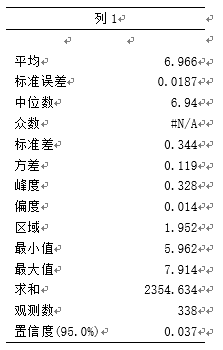 列 1
平均 6.966
标准误差 0.0187
中位数 6.94
众数 #N/A
标准差 0.344
方差 0.119
峰度 0.328
偏度 0.014
区域 1.952
最小值 5.962
最大值 7.914
求和 2354.634
观测数 338
置信度(95.0%) 0.037